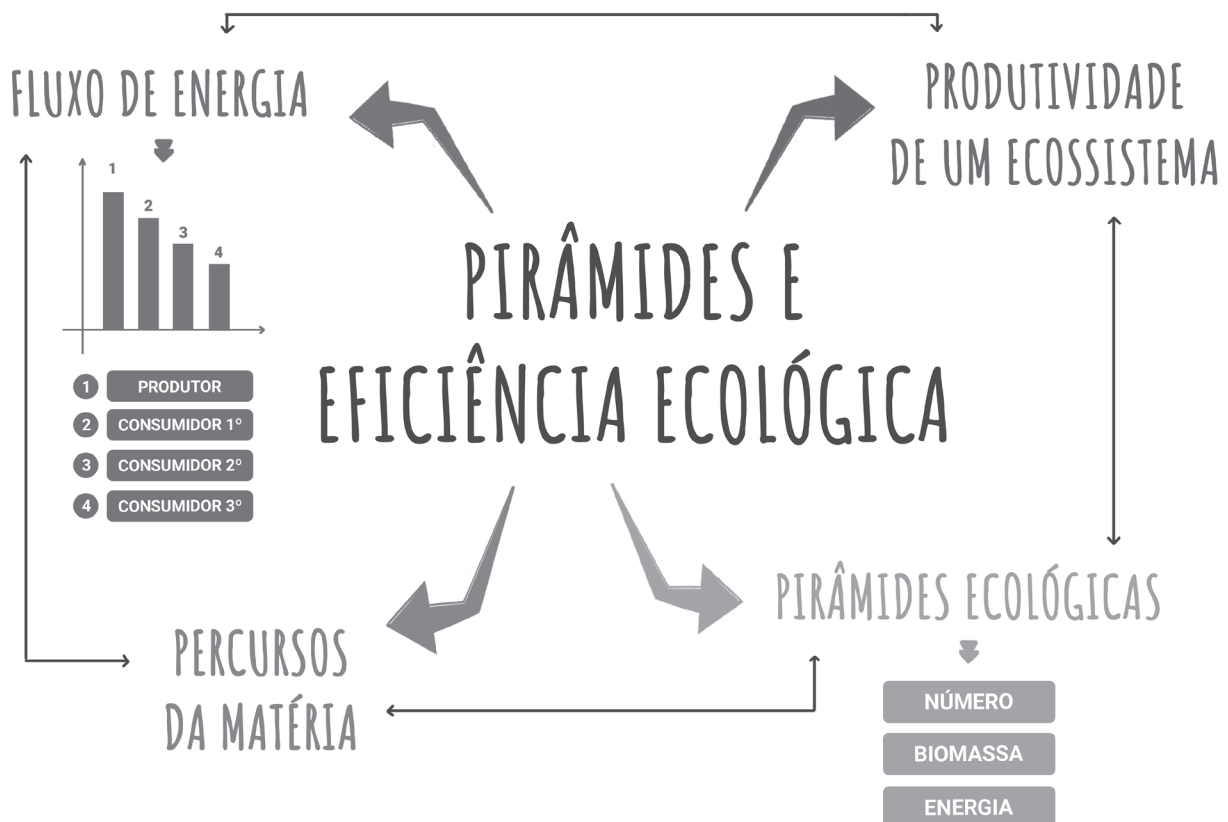 FLUXO DE ENERGIA
1
2
3
4
1 PRODUTOR
2 CONSUMIDOR 1º
3 CONSUMIDOR 2º
4 CONSUMIDOR 3º
PRODUTIVIDADE
DE UM ECOSSISTEMA
PIRÂMIDES E
EFICIÊNCIA ECOLÓGICA
PERCURSOS
DA MATÉRIA
PIRÂMIDES ECOLÓGICAS
NÚMERO
BIOMASSA
ENERGIA